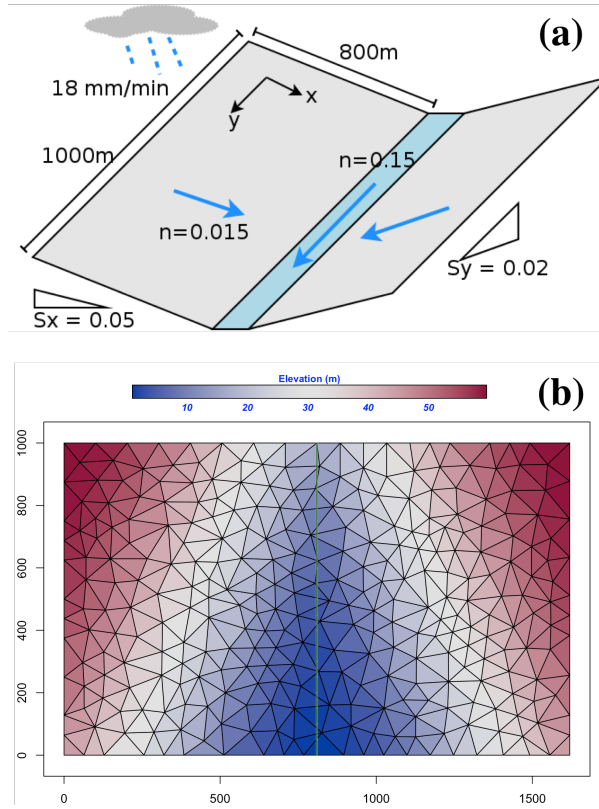 (a)
800m
18 mm/min
x
y
1000m
n=0.15
n=0.015
Sy = 0.02
Sx = 0.05
(b)
Elevation (m)
10 20 30 40 50
1000
800
600
400
200
0
0 500 1000 1500